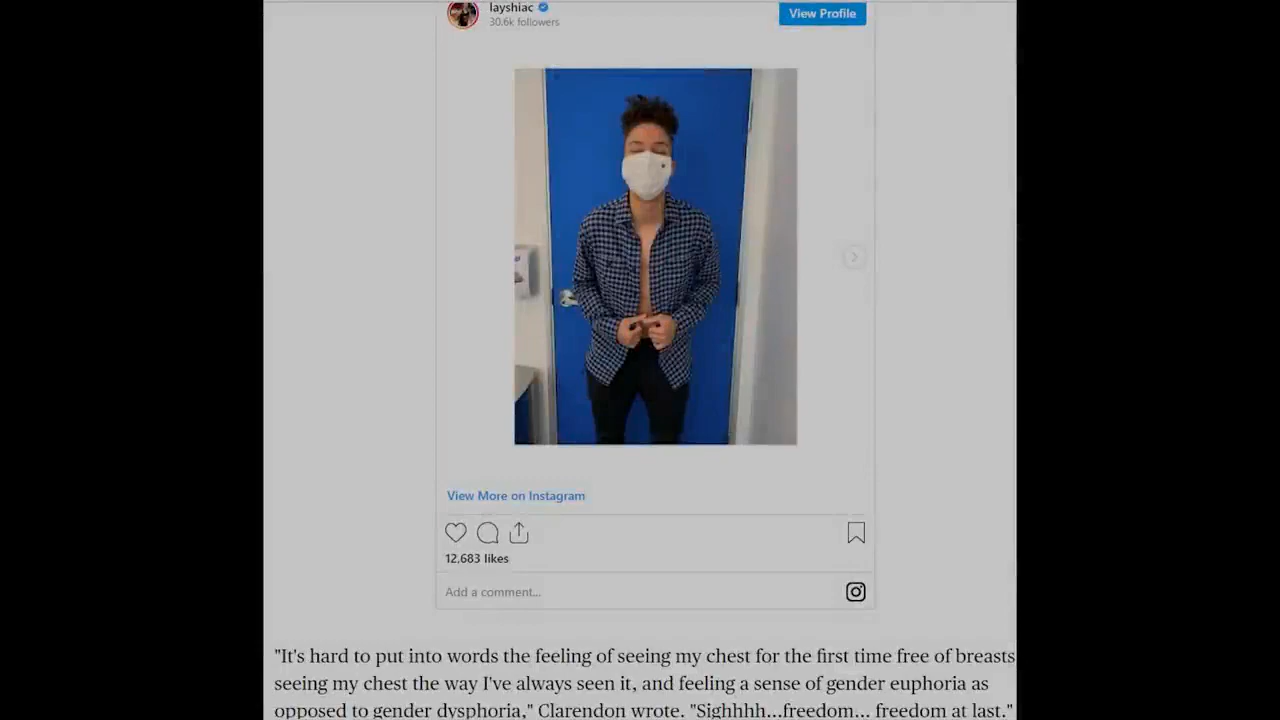 layshiac
30.6k followers
View Profile
View More on Instagram
12,683 likes
Add a comment...
"It's hard to put into words the feeling of seeing my chest for the first time free of breasts
seeing my chest the way I've always seen it, and feeling a sense of gender euphoria as
opposed to gender dysphoria," Clarendon wrote. "Sighhhh...freedom... freedom at last."